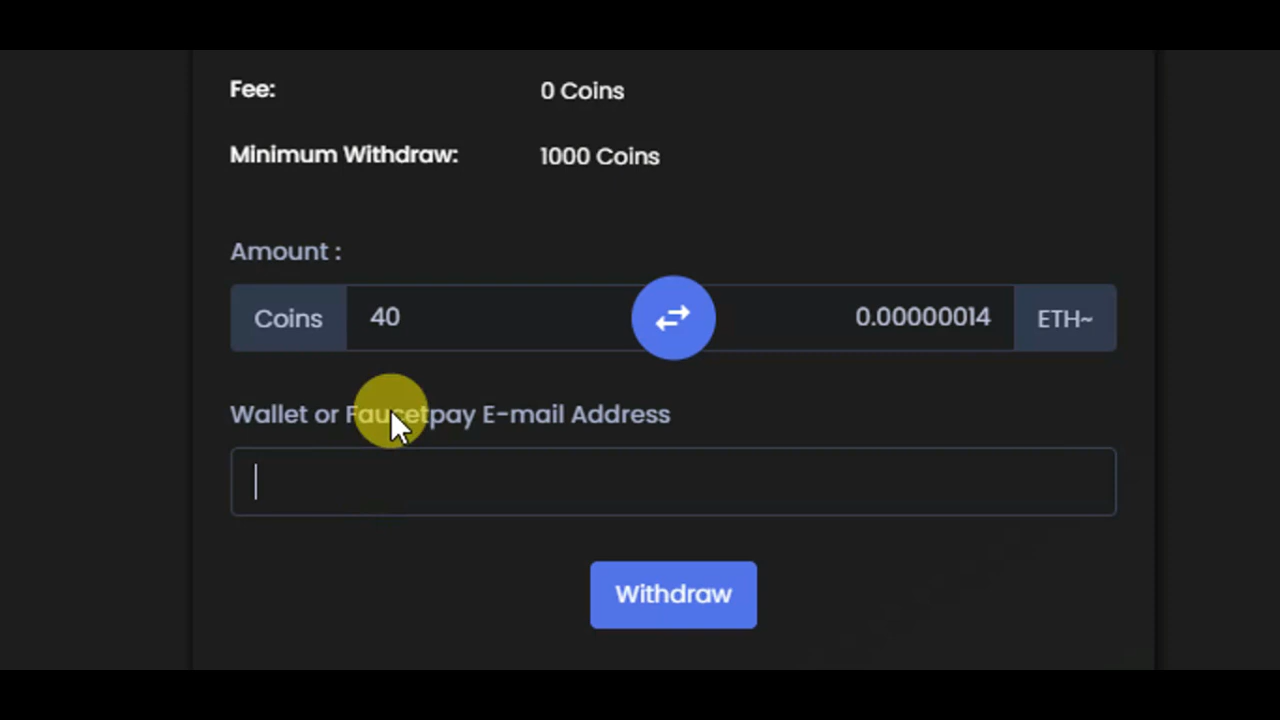 Fee: 0 Coins
Minimum Withdraw: 1000 Coins
Amount :
Coins 40 0.00000014 ETH~
Wallet or Faucetpay E-mail Address
Withdraw